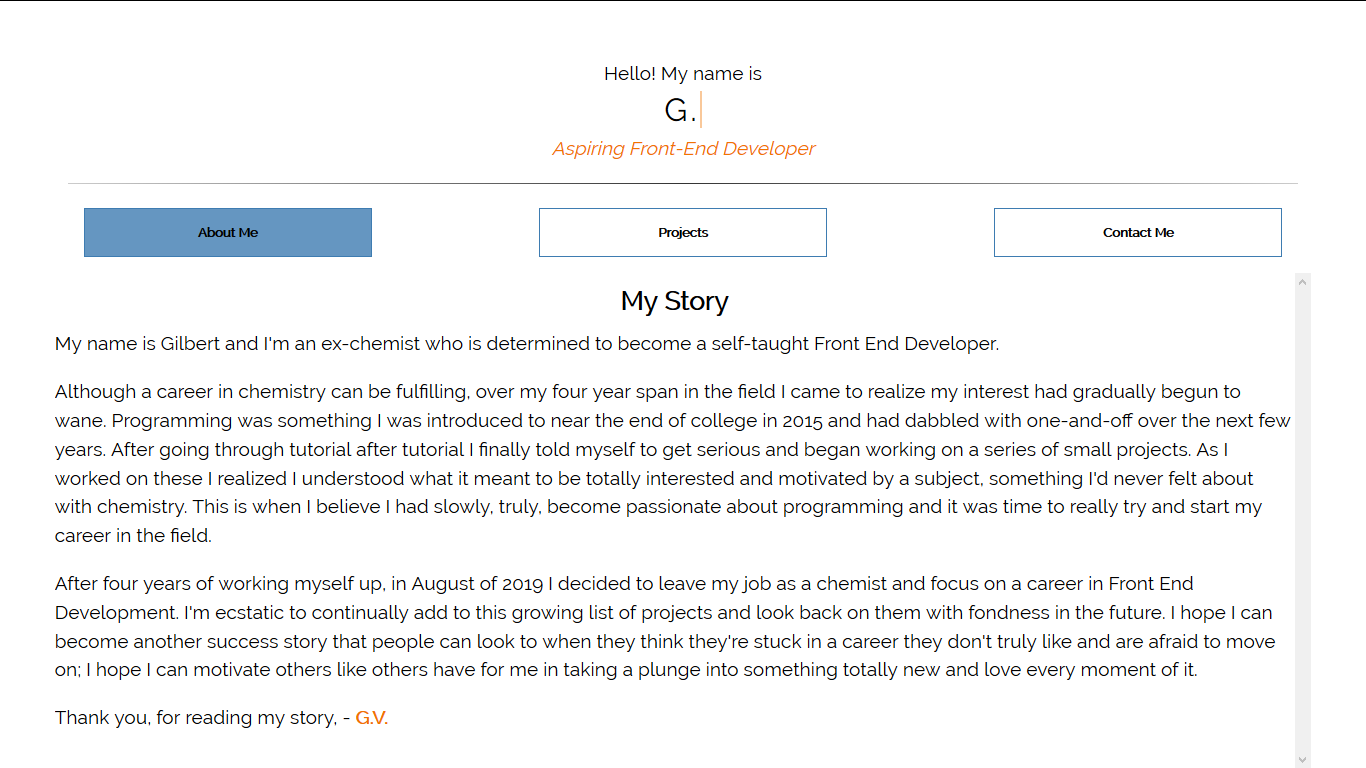 Hello! My name is
G.
Aspiring Front-End Developer
About Me
Projects
Contact Me
My Story
My name is Gilbert and I'm an ex-chemist who is determined to become a self-taught Front End Developer.
Although a career in chemistry can be fulfilling, over my four year span in the field I came to realize my interest had gradually begun to
wane. Programming was something I was introduced to near the end of college in 2015 and had dabbled with one-and-off over the next few
years. After going through tutorial after tutorial I finally told myself to get serious and began working on a series of small projects. As I
worked on these I realized I understood what it meant to be totally interested and motivated by a subject, something I'd never felt about
with chemistry. This is when I believe I had slowly, truly, become passionate about programming and it was time to really try and start my
career in the field.
After four years of working myself up, in August of 2019 I decided to leave my job as a chemist and focus on a career in Front End
Development. I'm ecstatic to continually add to this growing list of projects and look back on them with fondness in the future. I hope I can
become another success story that people can look to when they think they're stuck in a career they don't truly like and are afraid to move
on; I hope I can motivate others like others have for me in taking a plunge into something totally new and love every moment of it.
Thank you, for reading my story, - G.V.